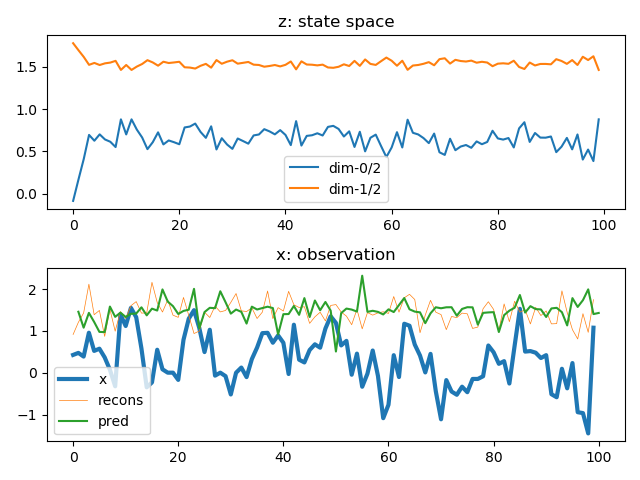 z: state space
1.5
1.0
0.5
0.0
dim-0/2
dim-1/2
0 20 40 60 80 100
x: observation
2
1
0
−1
x
recons
pred
0 20 40 60 80 100